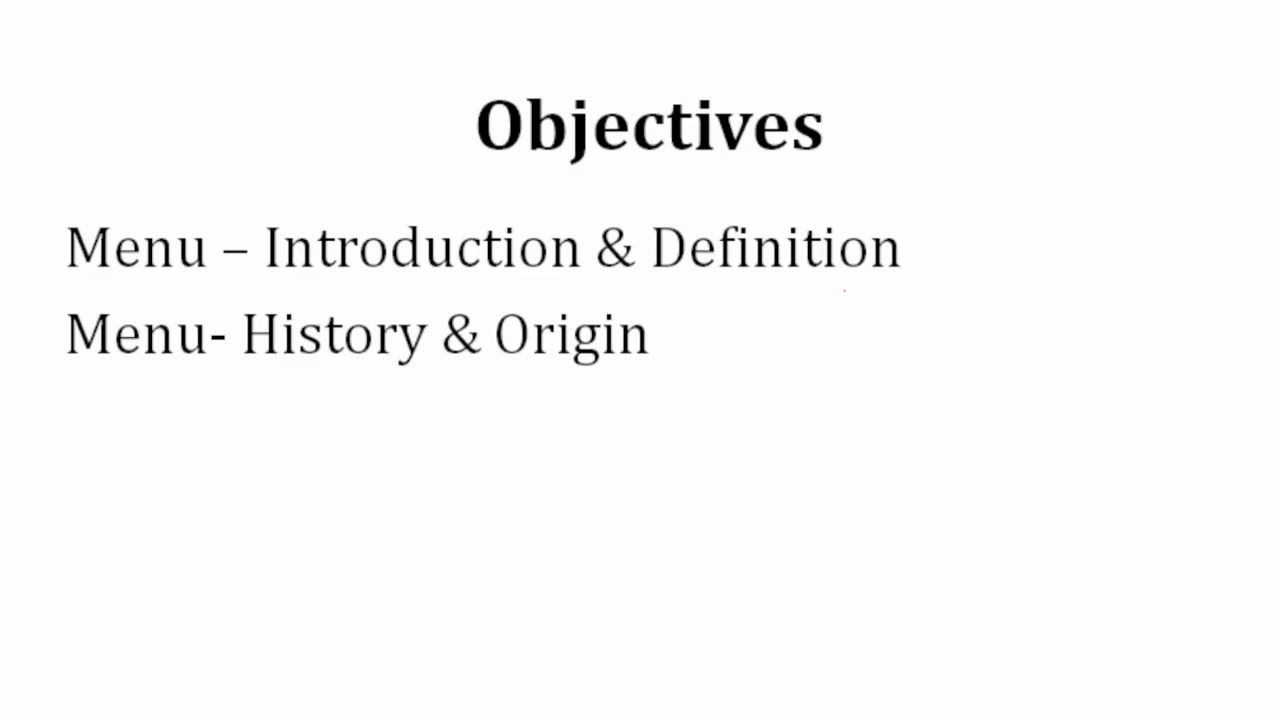 Objectives
Menu – Introduction & Definition
Menu- History & Origin